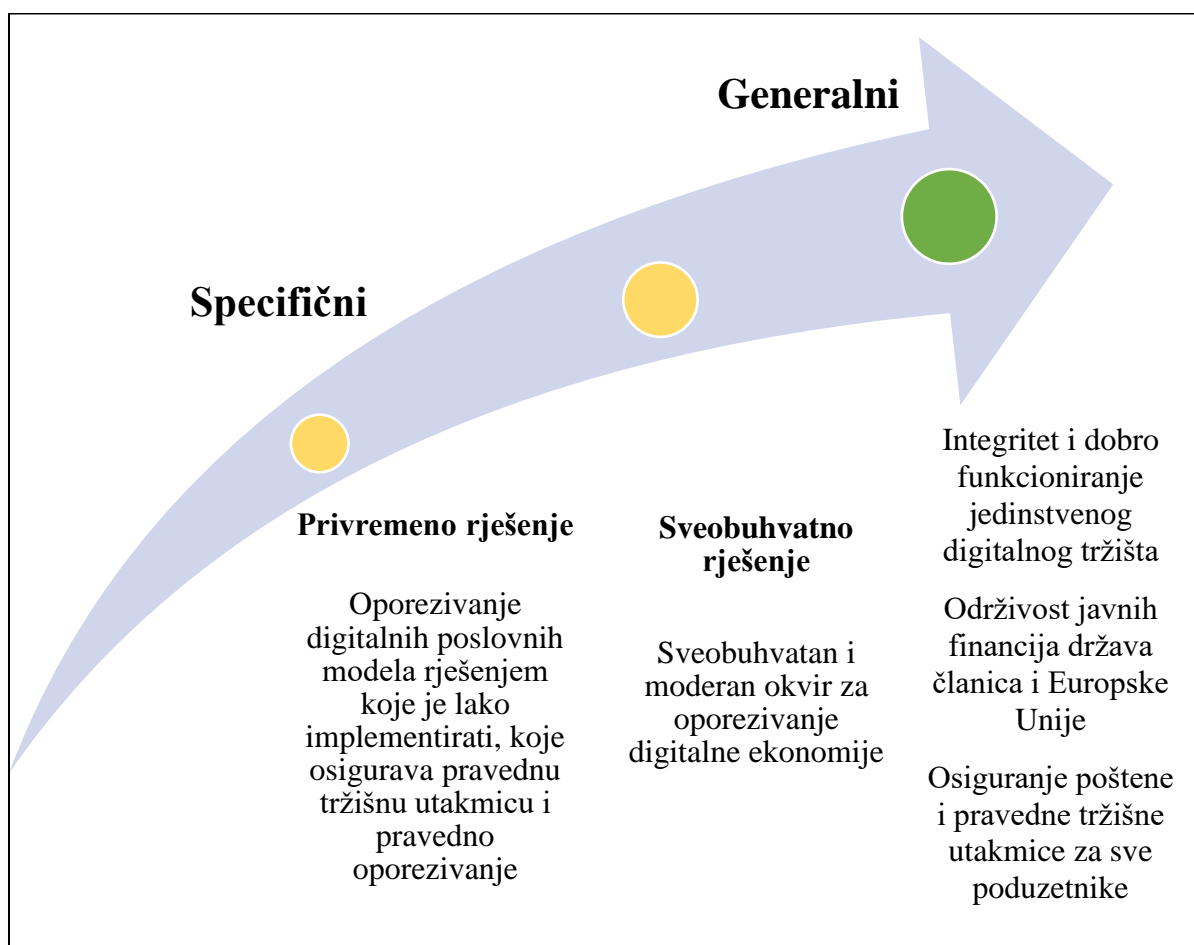 Generalni
Specifični
Privremeno rješenje
Oporezivanje
digitalnih poslovnih
modela rješenjem
koje je lako
implementirati, koje
osigurava pravednu
tržišnu utakmicu i
pravedno
oporezivanje
Sveobuhvatno
rješenje
Sveobuhvatan i
moderan okvir za
oporezivanje
digitalne ekonomije
Integritet i dobro
funkcioniranje
jedinstvenog
digitalnog tržišta
Održivost javnih
financija država
članica i Europske
Unije
Osiguranje poštene
i pravedne tržišne
utakmice za sve
poduzetnike